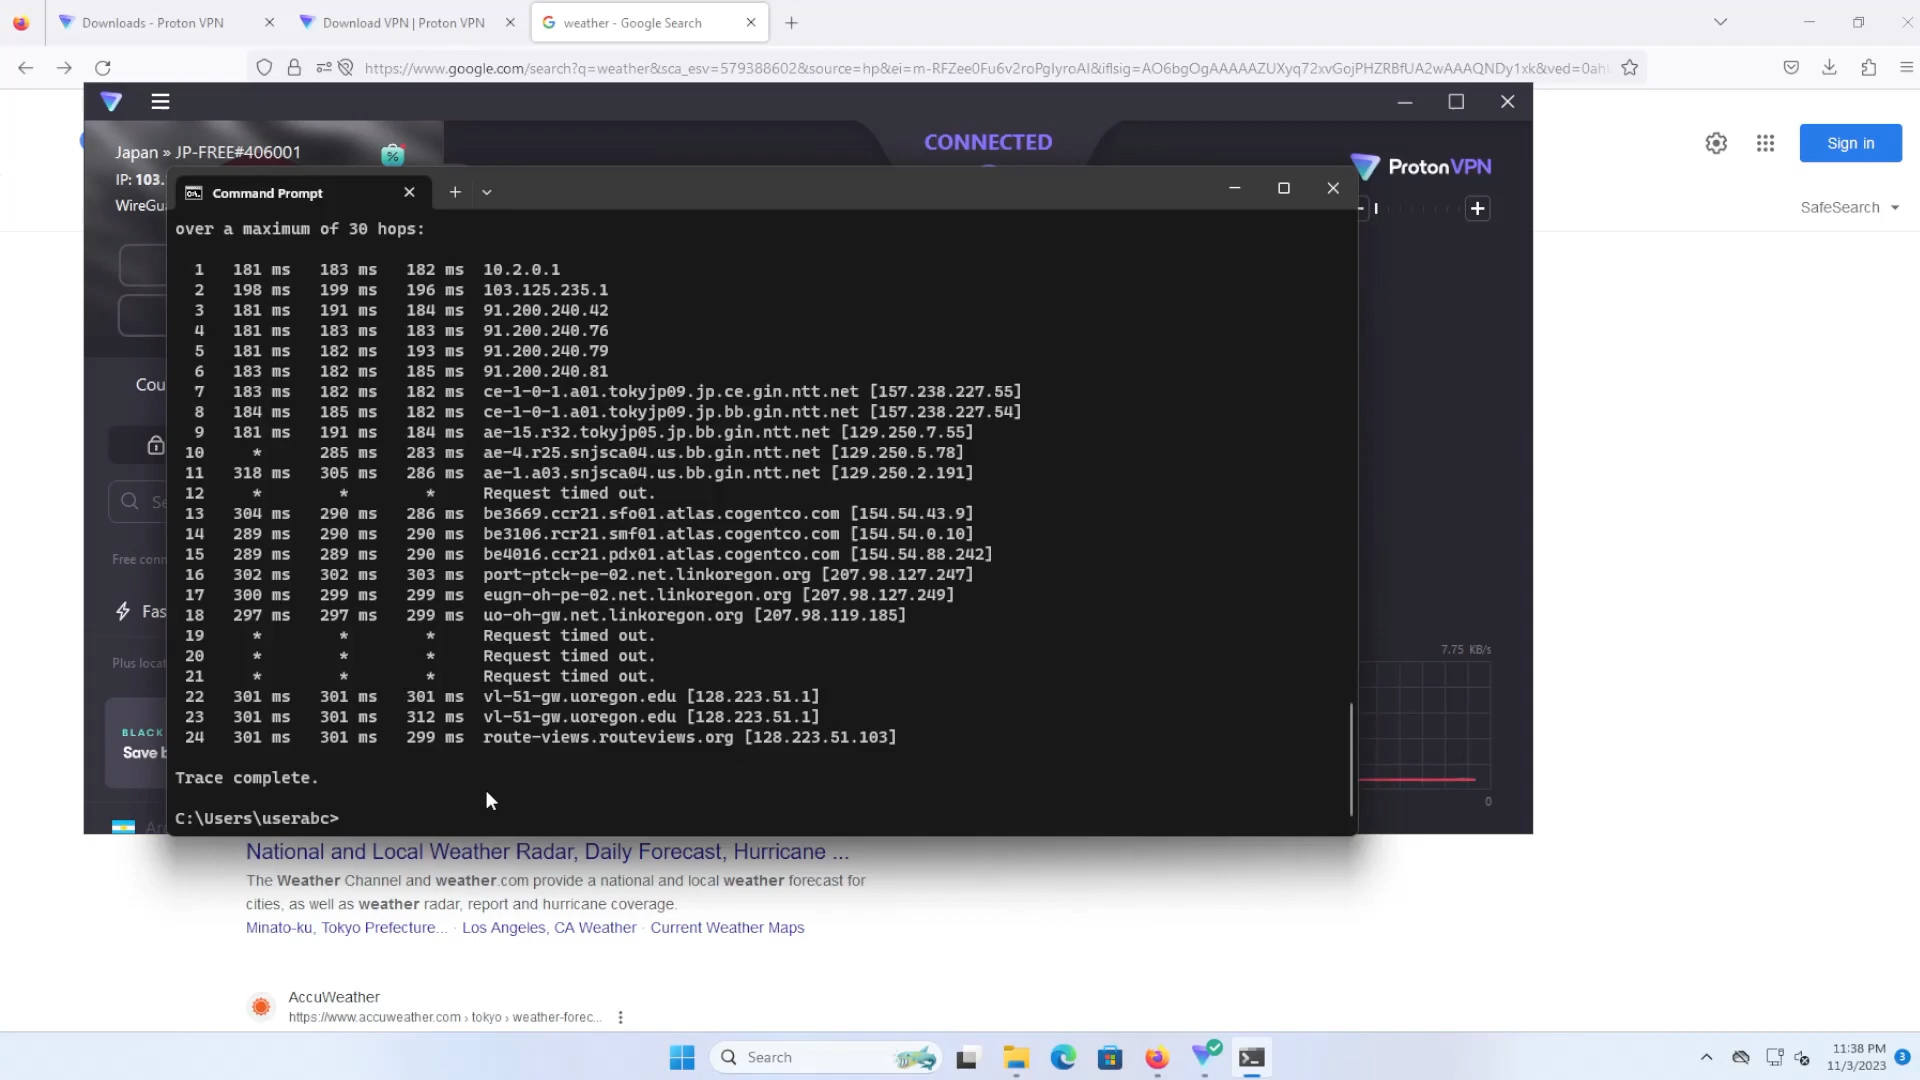 Downloads - Proton VPN
Download VPN | Proton VPN
weather - Google Search
https://www.google.com/search?q=weather&sca_esv=579388602&source=hp&ei=m-RFZee0Fu6v2roPgIyroAI&iflsig=AO6bgOgAAAAAZUXyq72xvGojPHZRBfUA2wAAAQNDy1xk&ved=0ah
Sign in
SafeSearch
Japan » JP-FREE#406001
IP: 103.
WireGua
CONNECTED
ProtonVPN
Cou
Se
Free conn
Fas
Plus locat
BLACK
Save b
Ar
7.75 KB/s
0
Command Prompt
over a maximum of 30 hops:
1 181 ms 183 ms 182 ms 10.2.0.1
2 198 ms 199 ms 196 ms 103.125.235.1
3 181 ms 191 ms 184 ms 91.200.240.42
4 181 ms 183 ms 183 ms 91.200.240.76
5 181 ms 182 ms 193 ms 91.200.240.79
6 183 ms 182 ms 185 ms 91.200.240.81
7 183 ms 182 ms 182 ms ce-1-0-1.a01.tokyjp09.jp.ce.gin.ntt.net [157.238.227.55]
8 184 ms 185 ms 182 ms ce-1-0-1.a01.tokyjp09.jp.bb.gin.ntt.net [157.238.227.54]
9 181 ms 191 ms 184 ms ae-15.r32.tokyjp05.jp.bb.gin.ntt.net [129.250.7.55]
10 * 285 ms 283 ms ae-4.r25.snjsca04.us.bb.gin.ntt.net [129.250.5.78]
11 318 ms 305 ms 286 ms ae-1.a03.snjsca04.us.bb.gin.ntt.net [129.250.2.191]
12 * * * Request timed out.
13 304 ms 290 ms 286 ms be3669.ccr21.sfo01.atlas.cogentco.com [154.54.43.9]
14 289 ms 290 ms 290 ms be3106.rcr21.smf01.atlas.cogentco.com [154.54.0.10]
15 289 ms 289 ms 290 ms be4016.ccr21.pdx01.atlas.cogentco.com [154.54.88.242]
16 302 ms 302 ms 303 ms port-ptck-pe-02.net.linkoregon.org [207.98.127.247]
17 300 ms 299 ms 299 ms eugn-oh-pe-02.net.linkoregon.org [207.98.127.249]
18 297 ms 297 ms 299 ms uo-oh-gw.net.linkoregon.org [207.98.119.185]
19 * * * Request timed out.
20 * * * Request timed out.
21 * * * Request timed out.
22 301 ms 301 ms 301 ms vl-51-gw.uoregon.edu [128.223.51.1]
23 301 ms 301 ms 312 ms vl-51-gw.uoregon.edu [128.223.51.1]
24 301 ms 301 ms 299 ms route-views.routeviews.org [128.223.51.103]
Trace complete.
C:\Users\userabc>
National and Local Weather Radar, Daily Forecast, Hurricane ...
The Weather Channel and weather.com provide a national and local weather forecast for
cities, as well as weather radar, report and hurricane coverage.
Minato-ku, Tokyo Prefecture... · Los Angeles, CA Weather · Current Weather Maps
AccuWeather
https://www.accuweather.com › tokyo › weather-forec...
Search
11:38 PM
11/3/2023
3